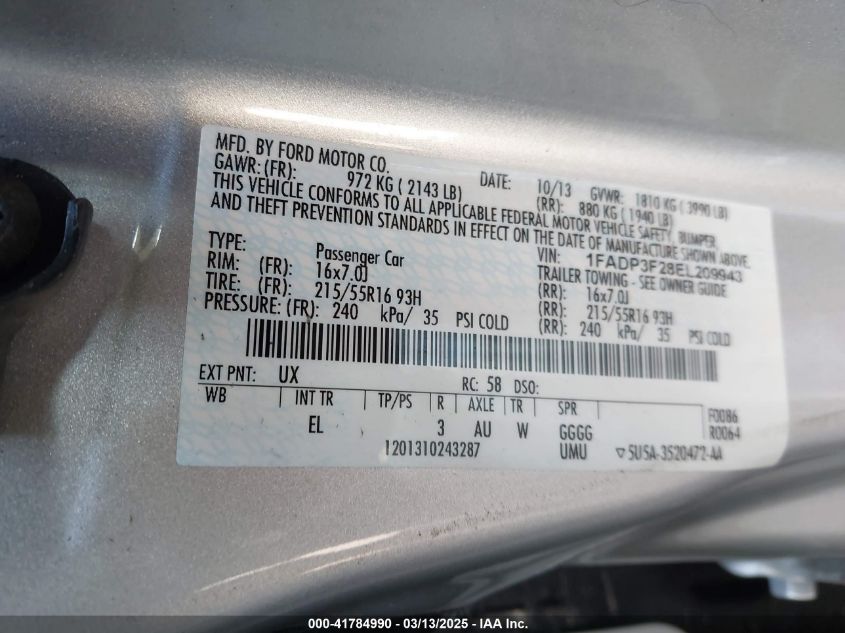 MFD. BY FORD MOTOR CO.
DATE: 10/13 GVWR: 1810 KG ( 3990 LB)
GAWR: (FR): 972 KG ( 2143 LB) (RR): 880 KG ( 1940 LB)
THIS VEHICLE CONFORMS TO ALL APPLICABLE FEDERAL MOTOR VEHICLE SAFETY, BUMPER,
AND THEFT PREVENTION STANDARDS IN EFFECT ON THE DATE OF MANUFACTURE SHOWN ABOVE.
VIN: 1FADP3F28EL209943
TYPE: Passenger Car TRAILER TOWING - SEE OWNER GUIDE
RIM: (FR): 16x7.0J (RR): 16x7.0J
TIRE: (FR): 215/55R16 93H (RR): 215/55R16 93H
PRESSURE: (FR): 240 kPa/ 35 PSI COLD (RR): 240 kPa/ 35 PSI COLD
EXT PNT: UX RC: 58 DSO:
WB INT TR TP/PS R AXLE TR SPR F0086
EL 3 AU W GGGG R0064
1201310243287 UMU ▽5U5A-3520472-AA
000-41784990 - 03/13/2025 - IAA Inc.